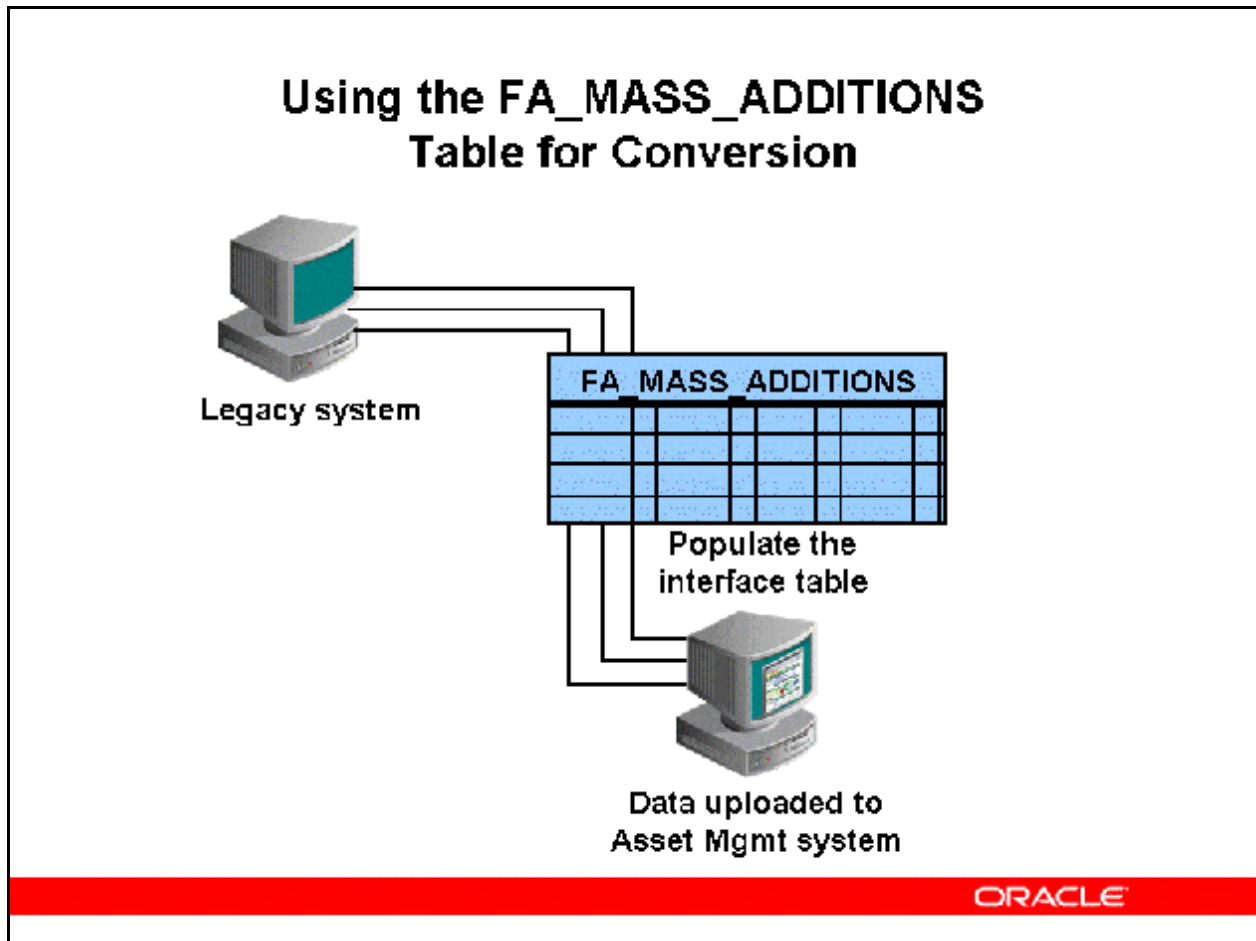 Using the FA_MASS_ADDITIONS
Table for Conversion
Legacy system
FA_MASS_ADDITIONS
Populate the
interface table
Data uploaded to
Asset Mgmt system
ORACLE